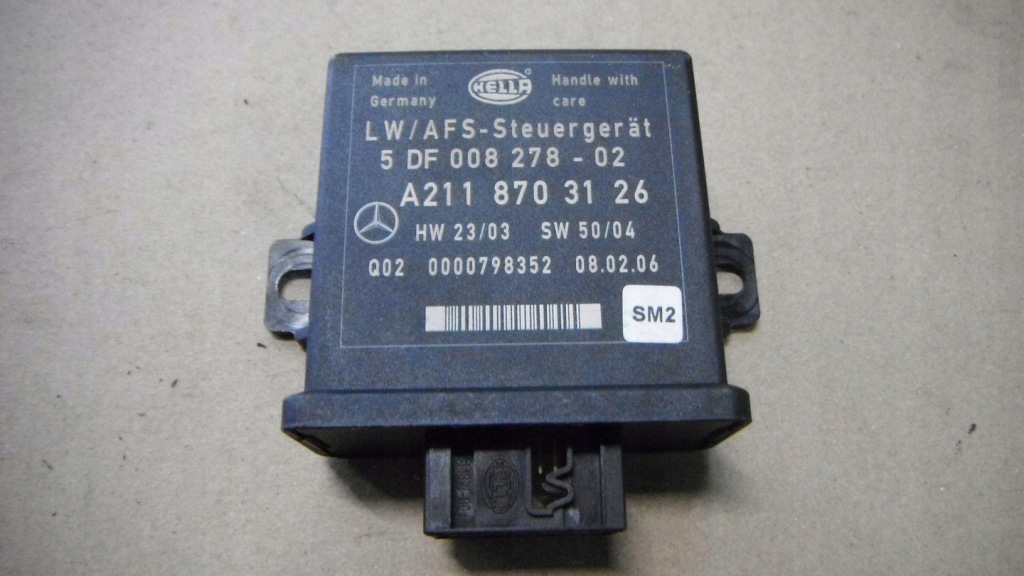 Made in
Germany
HELLA
Handle with
care
LW/AFS-Steuergerät
5 DF 008 278 - 02
A211 870 31 26
HW 23/03 SW 50/04
Q02 0000798352 08.02.06
SM2